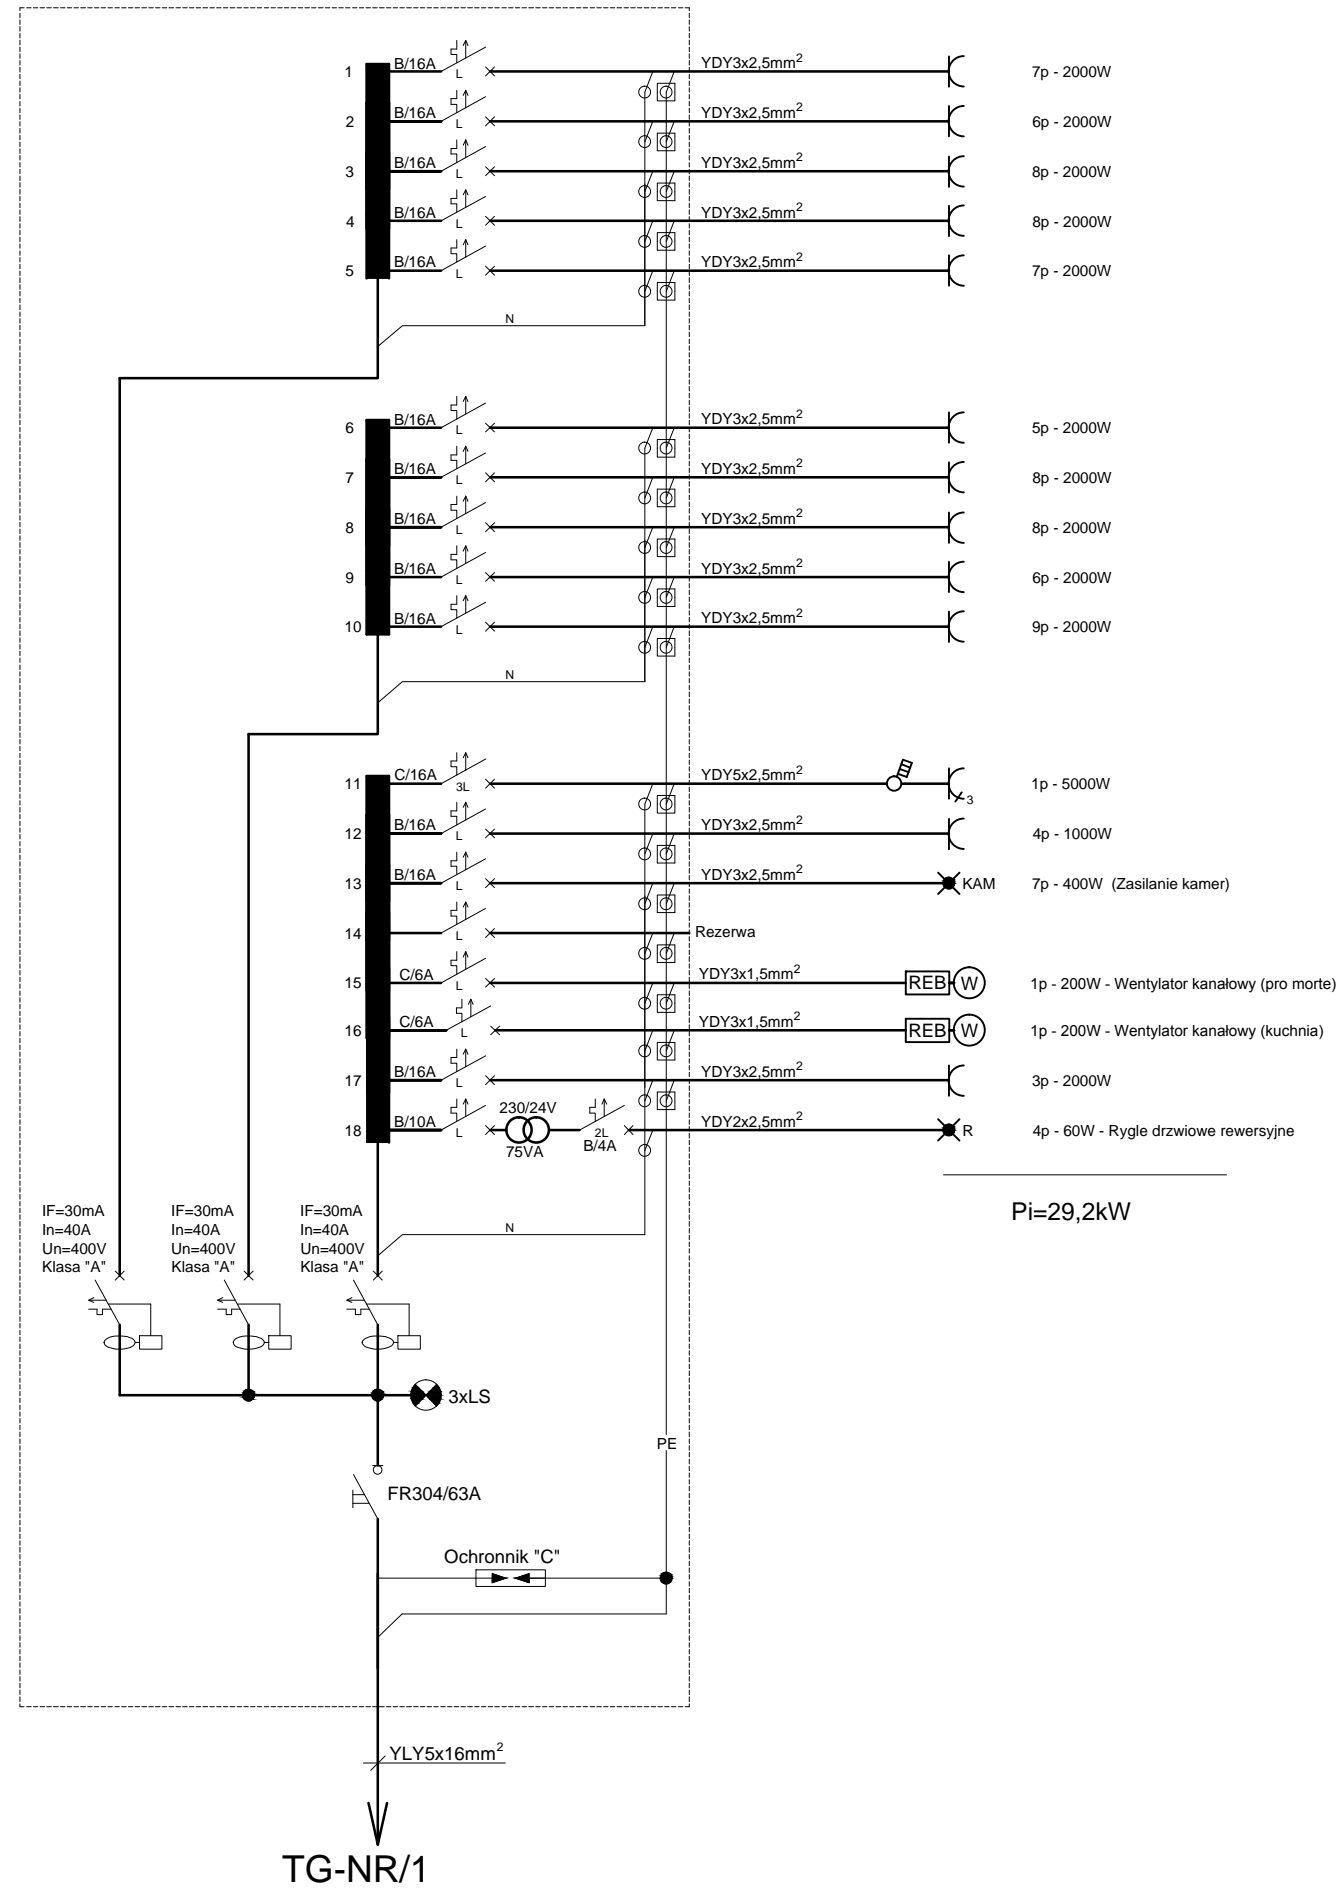 1 B/16A L YDY3x2,5mm² 7p - 2000W
2 B/16A L YDY3x2,5mm² 6p - 2000W
3 B/16A L YDY3x2,5mm² 8p - 2000W
4 B/16A L YDY3x2,5mm² 8p - 2000W
5 B/16A L YDY3x2,5mm² 7p - 2000W
N
6 B/16A L YDY3x2,5mm² 5p - 2000W
7 B/16A L YDY3x2,5mm² 8p - 2000W
8 B/16A L YDY3x2,5mm² 8p - 2000W
9 B/16A L YDY3x2,5mm² 6p - 2000W
10 B/16A L YDY3x2,5mm² 9p - 2000W
N
11 C/16A 3L YDY5x2,5mm² 3 1p - 5000W
12 B/16A L YDY3x2,5mm² 4p - 1000W
13 B/16A L YDY3x2,5mm² KAM 7p - 400W (Zasilanie kamer)
14 L Rezerwa
15 C/6A L YDY3x1,5mm² REB W 1p - 200W - Wentylator kanałowy (pro morte)
16 C/6A L YDY3x1,5mm² REB W 1p - 200W - Wentylator kanałowy (kuchnia)
17 B/16A L YDY3x2,5mm² 3p - 2000W
18 B/10A L 230/24V 75VA 2L B/4A YDY2x2,5mm² R 4p - 60W - Rygle drzwiowe rewersyjne
Pi=29,2kW
N
IF=30mA
In=40A
Un=400V
Klasa "A"
IF=30mA
In=40A
Un=400V
Klasa "A"
IF=30mA
In=40A
Un=400V
Klasa "A"
3xLS
PE
FR304/63A
Ochronnik "C"
YLY5x16mm²
TG-NR/1